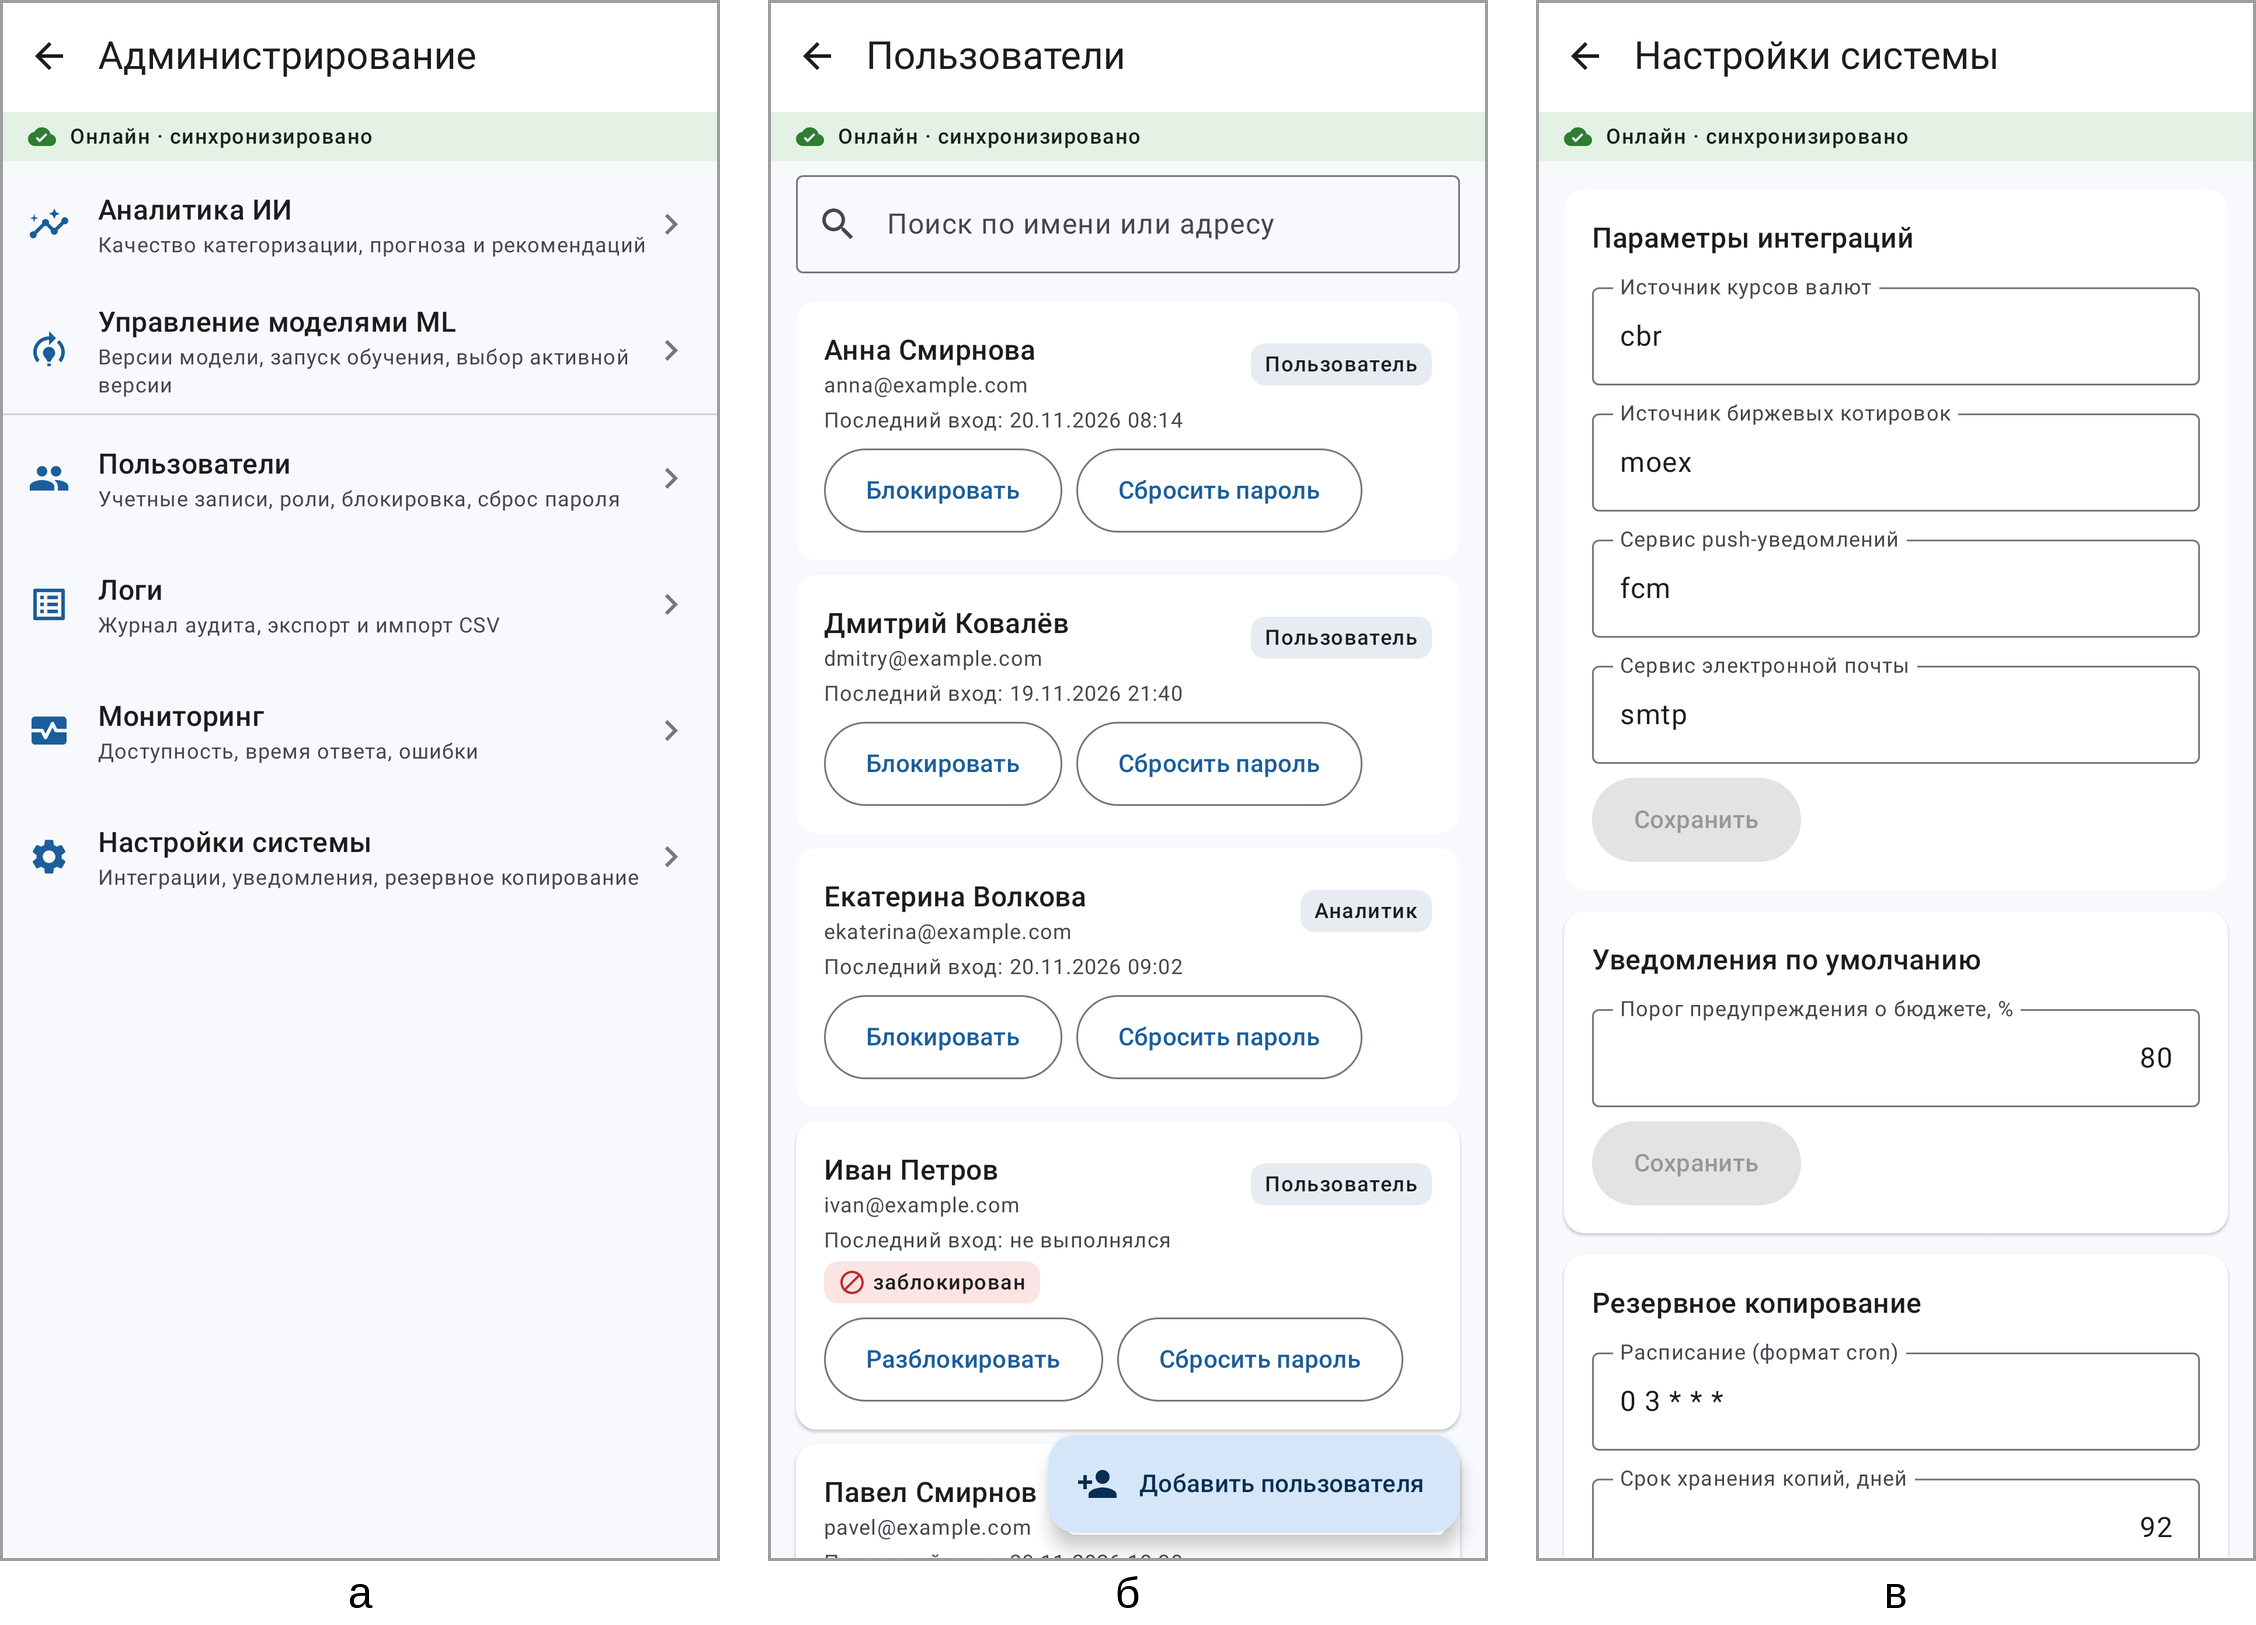 Администрирование
Онлайн · синхронизировано
Аналитика ИИ
Качество категоризации, прогноза и рекомендаций
Управление моделями ML
Версии модели, запуск обучения, выбор активной
версии
Пользователи
Учетные записи, роли, блокировка, сброс пароля
Логи
Журнал аудита, экспорт и импорт CSV
Мониторинг
Доступность, время ответа, ошибки
Настройки системы
Интеграции, уведомления, резервное копирование
а
Пользователи
Онлайн · синхронизировано
Поиск по имени или адресу
Анна Смирнова
Пользователь
anna@example.com
Последний вход: 20.11.2026 08:14
Блокировать Сбросить пароль
Дмитрий Ковалёв
Пользователь
dmitry@example.com
Последний вход: 19.11.2026 21:40
Блокировать Сбросить пароль
Екатерина Волкова
Аналитик
ekaterina@example.com
Последний вход: 20.11.2026 09:02
Блокировать Сбросить пароль
Иван Петров
Пользователь
ivan@example.com
Последний вход: не выполнялся
заблокирован
Разблокировать Сбросить пароль
Павел Смирнов
pavel@example.com
Добавить пользователя
б
Настройки системы
Онлайн · синхронизировано
Параметры интеграций
Источник курсов валют
cbr
Источник биржевых котировок
moex
Сервис push-уведомлений
fcm
Сервис электронной почты
smtp
Сохранить
Уведомления по умолчанию
Порог предупреждения о бюджете, %
80
Сохранить
Резервное копирование
Расписание (формат cron)
0 3 * * *
Срок хранения копий, дней
92
в